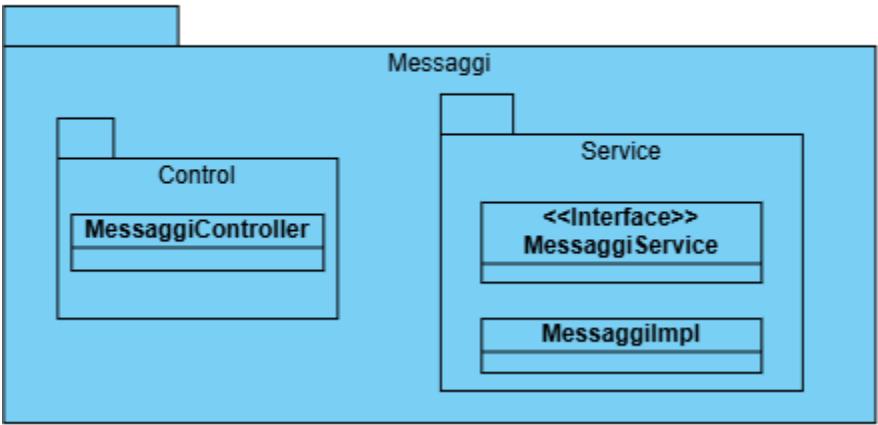 Messaggi
Control
MessaggiController
Service
<<Interface>>
MessaggiService
MessaggiImpl